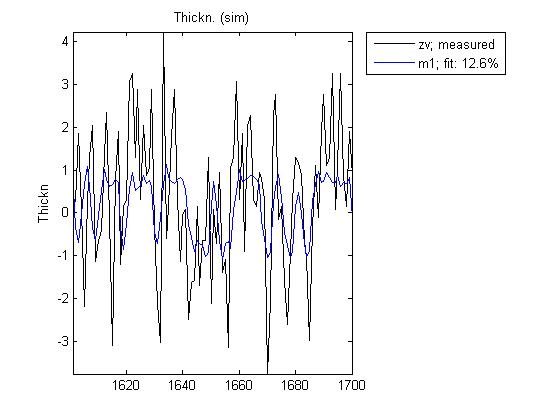 Thickn. (sim)
zv; measured
m1; fit: 12.6%
Thickn
4
3
2
1
0
-1
-2
-3
1620 1640 1660 1680 1700